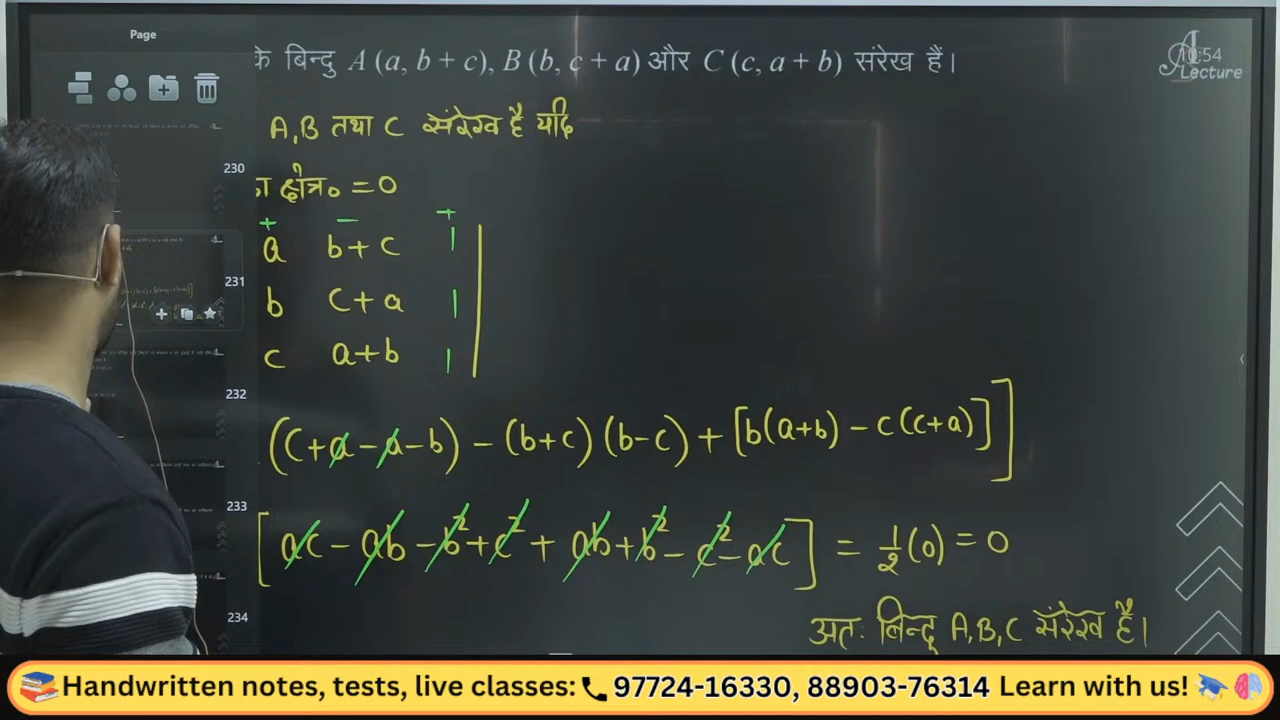 Page
के बिन्दु A (a, b + c), B (b, c + a) और C (c, a + b) संरेख हैं।
10:54
Lecture
A,B तथा C संरेख है यदि
230
का क्षेत्र० = 0
+ − +
a b+c 1
231
b c+a 1
c a+b 1
232
(c+a-a-b) - (b+c)(b-c) + [b(a+b) - c(c+a)]]
233
[ac - ab - b² + c² + ab + b² - c² - ac] = 1/2 (0) = 0
234
अतः बिन्दू A,B,C संरेख है।
Handwritten notes, tests, live classes: 97724-16330, 88903-76314 Learn with us!